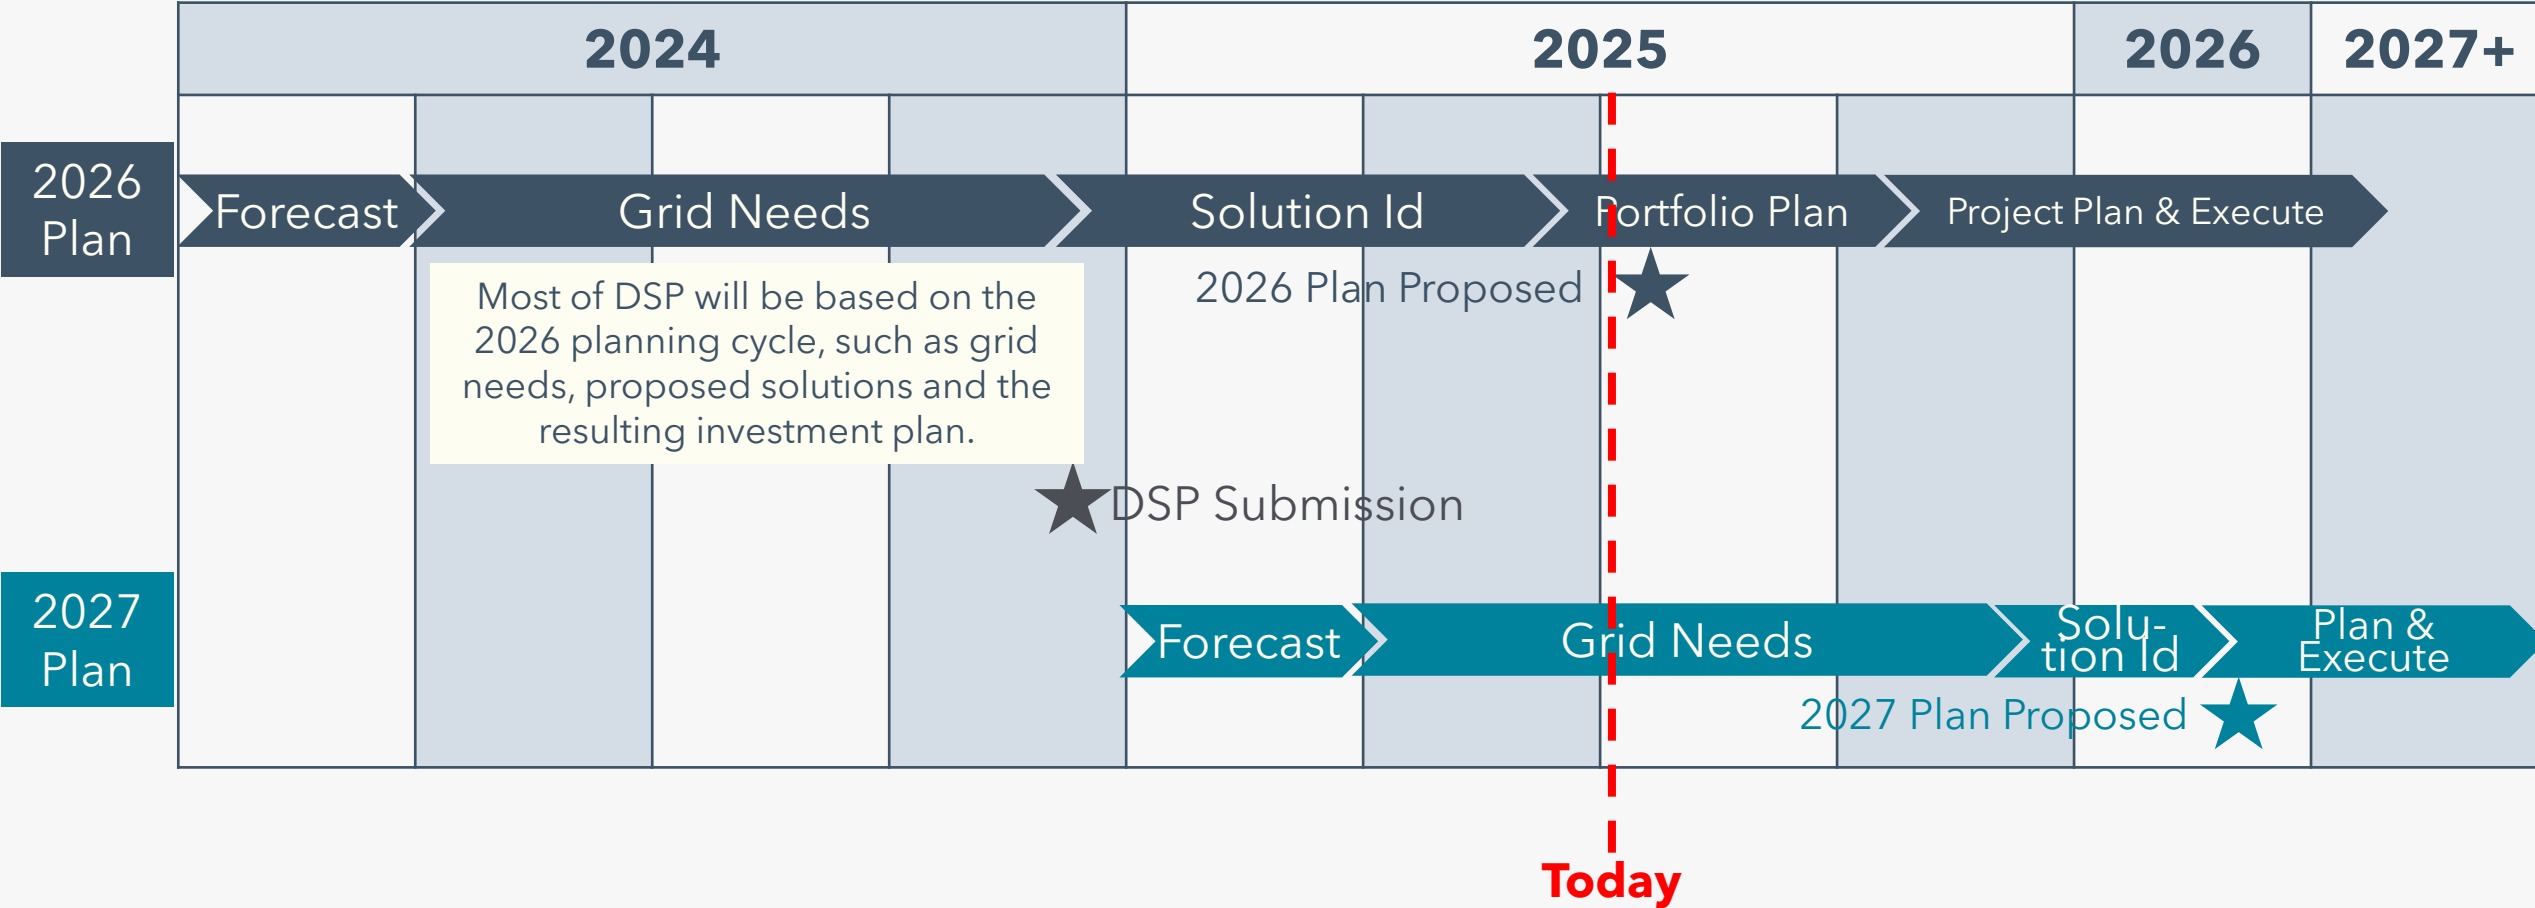 2024
2025
2026
2027+
2026
Plan
Forecast
Grid Needs
Solution Id
Portfolio Plan
Project Plan & Execute
2026 Plan Proposed
Most of DSP will be based on the
2026 planning cycle, such as grid
needs, proposed solutions and the
resulting investment plan.
DSP Submission
2027
Plan
Forecast
Grid Needs
Solu-
tion Id
Plan &
Execute
2027 Plan Proposed
Today